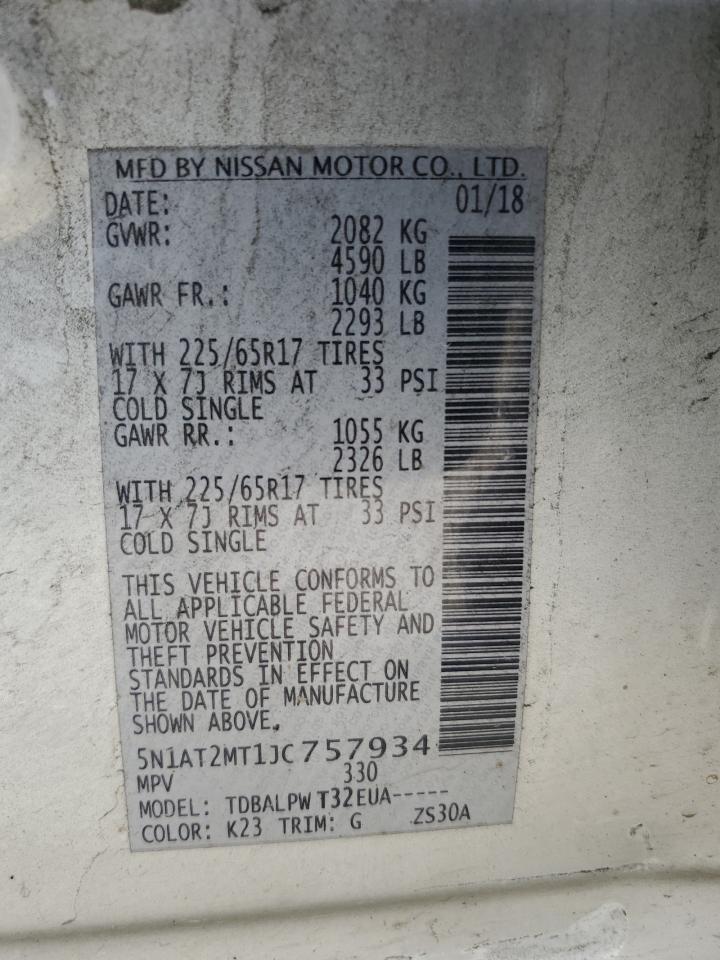 MFD BY NISSAN MOTOR CO., LTD.
DATE: 01/18
GVWR: 2082 KG
4590 LB
GAWR FR.: 1040 KG
2293 LB
WITH 225/65R17 TIRES
17 X 7J RIMS AT 33 PSI
COLD SINGLE
GAWR RR.: 1055 KG
2326 LB
WITH 225/65R17 TIRES
17 X 7J RIMS AT 33 PSI
COLD SINGLE
THIS VEHICLE CONFORMS TO
ALL APPLICABLE FEDERAL
MOTOR VEHICLE SAFETY AND
THEFT PREVENTION
STANDARDS IN EFFECT ON
THE DATE OF MANUFACTURE
SHOWN ABOVE.
5N1AT2MT1JC757934
MPV 330
MODEL: TDBALPW T32EUA-----
COLOR: K23 TRIM: G ZS30A